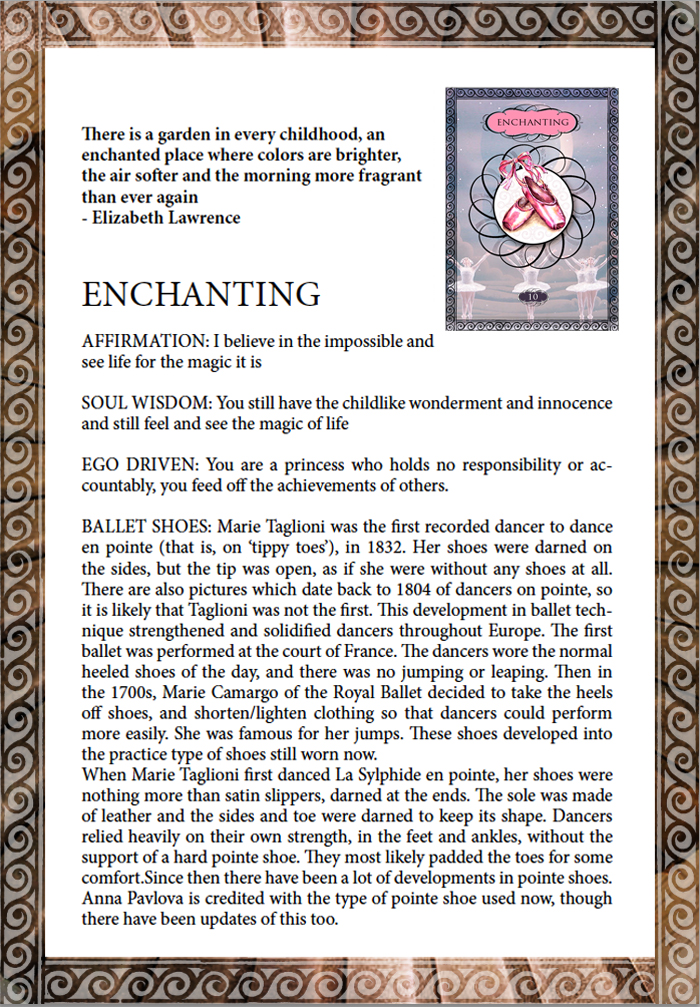 There is a garden in every childhood, an
enchanted place where colors are brighter,
the air softer and the morning more fragrant
than ever again
- Elizabeth Lawrence
ENCHANTING
10
ENCHANTING
AFFIRMATION: I believe in the impossible and
see life for the magic it is
SOUL WISDOM: You still have the childlike wonderment and innocence
and still feel and see the magic of life
EGO DRIVEN: You are a princess who holds no responsibility or ac-
countably, you feed off the achievements of others.
BALLET SHOES: Marie Taglioni was the first recorded dancer to dance
en pointe (that is, on ‘tippy toes’), in 1832. Her shoes were darned on
the sides, but the tip was open, as if she were without any shoes at all.
There are also pictures which date back to 1804 of dancers on pointe, so
it is likely that Taglioni was not the first. This development in ballet tech-
nique strengthened and solidified dancers throughout Europe. The first
ballet was performed at the court of France. The dancers wore the normal
heeled shoes of the day, and there was no jumping or leaping. Then in
the 1700s, Marie Camargo of the Royal Ballet decided to take the heels
off shoes, and shorten/lighten clothing so that dancers could perform
more easily. She was famous for her jumps. These shoes developed into
the practice type of shoes still worn now.
When Marie Taglioni first danced La Sylphide en pointe, her shoes were
nothing more than satin slippers, darned at the ends. The sole was made
of leather and the sides and toe were darned to keep its shape. Dancers
relied heavily on their own strength, in the feet and ankles, without the
support of a hard pointe shoe. They most likely padded the toes for some
comfort.Since then there have been a lot of developments in pointe shoes.
Anna Pavlova is credited with the type of pointe shoe used now, though
there have been updates of this too.